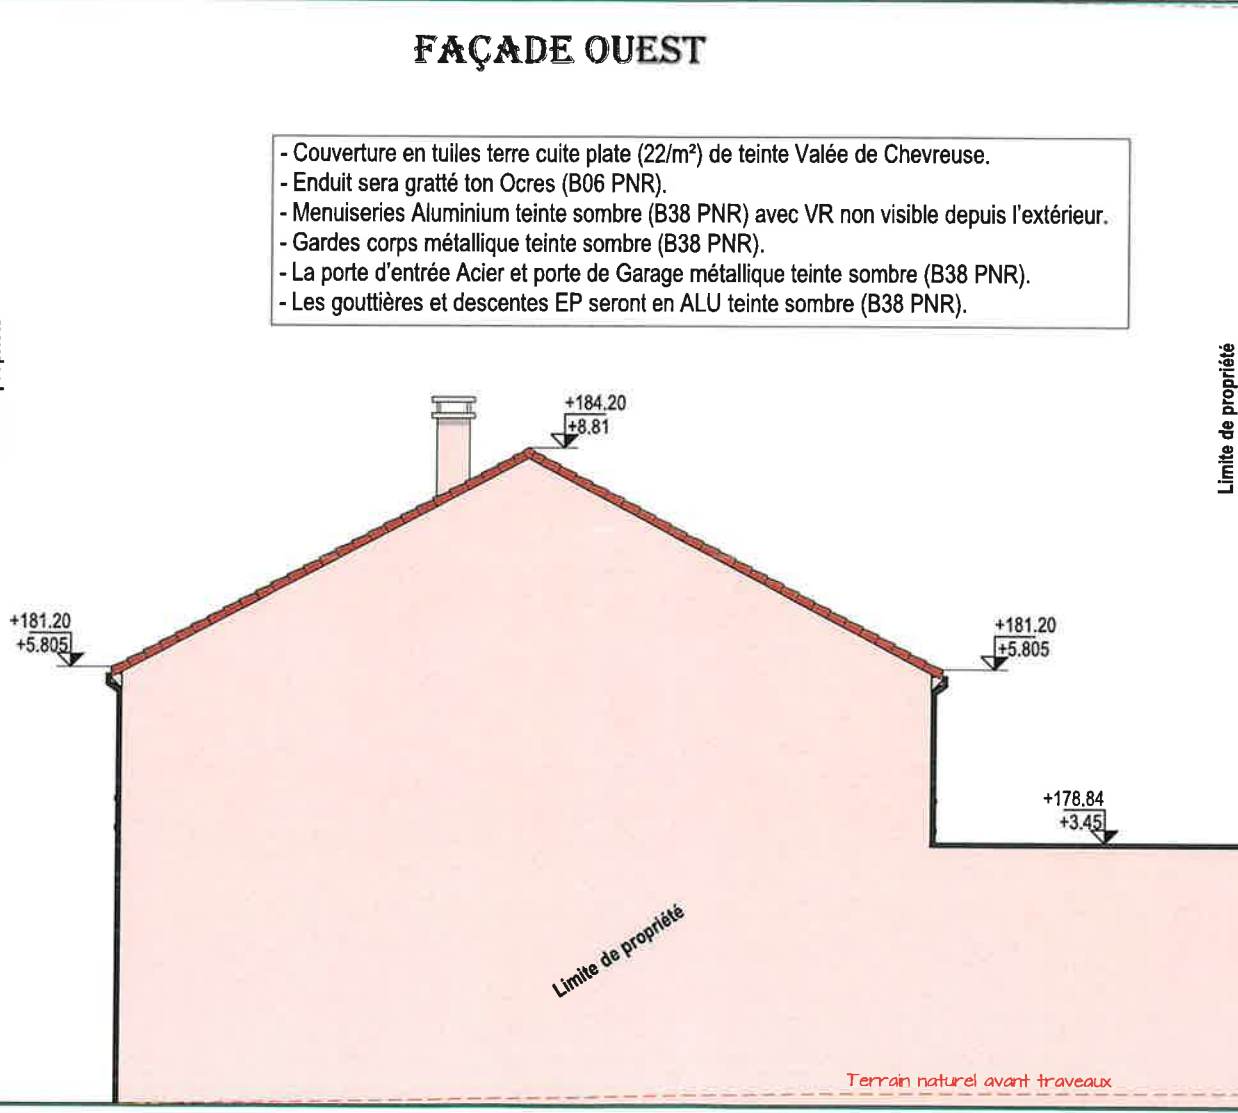 FAÇADE OUEST
- Couverture en tuiles terre cuite plate (22/m²) de teinte Valée de Chevreuse.
- Enduit sera gratté ton Ocres (B06 PNR).
- Menuiseries Aluminium teinte sombre (B38 PNR) avec VR non visible depuis l'extérieur.
- Gardes corps métallique teinte sombre (B38 PNR).
- La porte d'entrée Acier et porte de Garage métallique teinte sombre (B38 PNR).
- Les gouttières et descentes EP seront en ALU teinte sombre (B38 PNR).
Limite de propriété
+184.20
+8.81
+181.20
+5.805
+181.20
+5.805
+178.84
+3.45
Limite de propriété
Terrain naturel avant traveaux